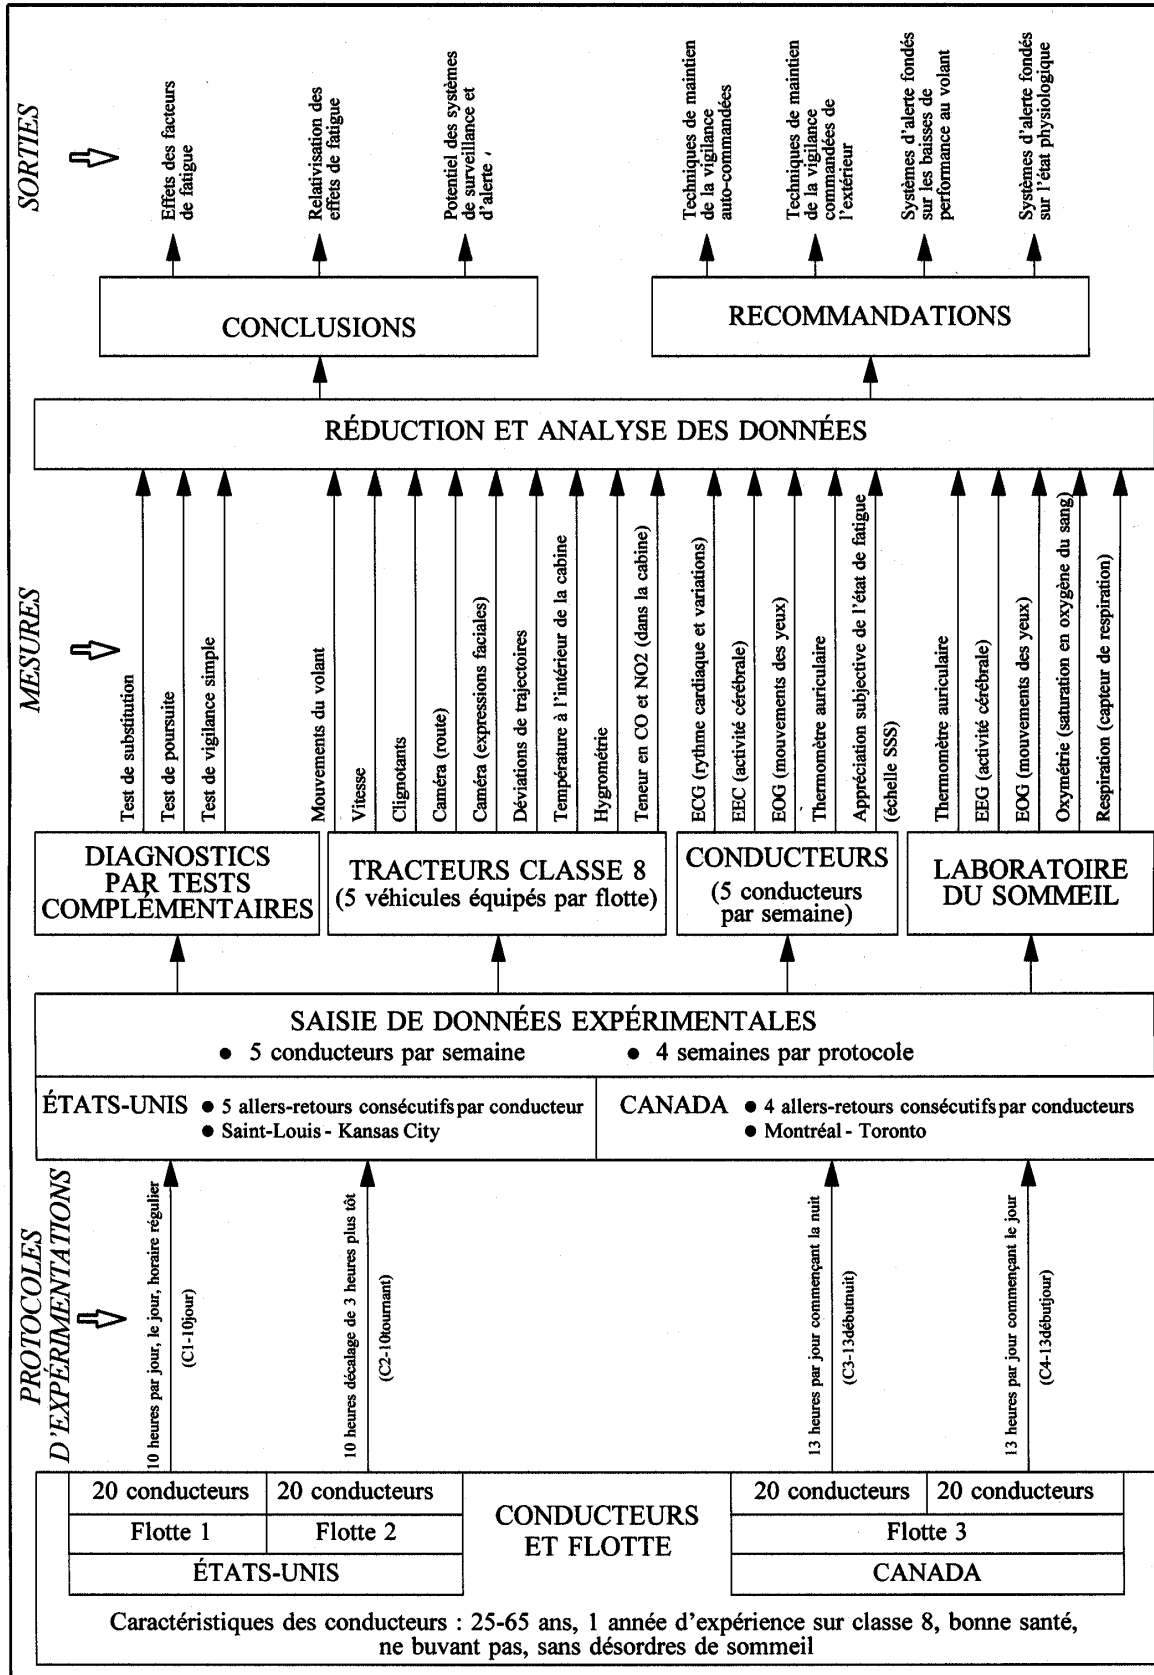 SORTIES
Effets des facteurs
de fatigue
Relativisation des
effets de fatigue
Potentiel des systèmes
de surveillance et
d'alerte
Techniques de maintien
de la vigilance
auto-commandées
Techniques de maintien
de la vigilance
commandées de
l'extérieur
Systèmes d'alerte fondés
sur les baisses de
performance au volant
Systèmes d'alerte fondés
sur l'état physiologique
CONCLUSIONS
RECOMMANDATIONS
RÉDUCTION ET ANALYSE DES DONNÉES
MESURES
Test de substitution
Test de poursuite
Test de vigilance simple
Mouvements du volant
Vitesse
Clignotants
Caméra (route)
Caméra (expressions faciales)
Déviations de trajectoires
Température à l'intérieur de la cabine
Hygrométrie
Teneur en CO et NO2 (dans la cabine)
ECG (rythme cardiaque et variations)
EEC (activité cérébrale)
EOG (mouvements des yeux)
Thermomètre auriculaire
Appréciation subjective de l'état de fatigue
(échelle SSS)
Thermomètre auriculaire
EEG (activité cérébrale)
EOG (mouvements des yeux)
Oxymétrie (saturation en oxygène du sang)
Respiration (capteur de respiration)
DIAGNOSTICS
PAR TESTS
COMPLÉMENTAIRES
TRACTEURS CLASSE 8
(5 véhicules équipés par flotte)
CONDUCTEURS
(5 conducteurs
par semaine)
LABORATOIRE
DU SOMMEIL
SAISIE DE DONNÉES EXPÉRIMENTALES
● 5 conducteurs par semaine ● 4 semaines par protocole
ÉTATS-UNIS ● 5 allers-retours consécutifs par conducteur
● Saint-Louis - Kansas City
CANADA ● 4 allers-retours consécutifs par conducteurs
● Montréal - Toronto
PROTOCOLES
D'EXPÉRIMENTATIONS
10 heures par jour, le jour, horaire régulier
(C1-10jour)
10 heures décalage de 3 heures plus tôt
(C2-10tournant)
13 heures par jour commençant la nuit
(C3-13débutnuit)
13 heures par jour commençant le jour
(C4-13débutjour)
20 conducteurs 20 conducteurs
Flotte 1 Flotte 2
ÉTATS-UNIS
CONDUCTEURS
ET FLOTTE
20 conducteurs 20 conducteurs
Flotte 3
CANADA
Caractéristiques des conducteurs : 25-65 ans, 1 année d'expérience sur classe 8, bonne santé,
ne buvant pas, sans désordres de sommeil